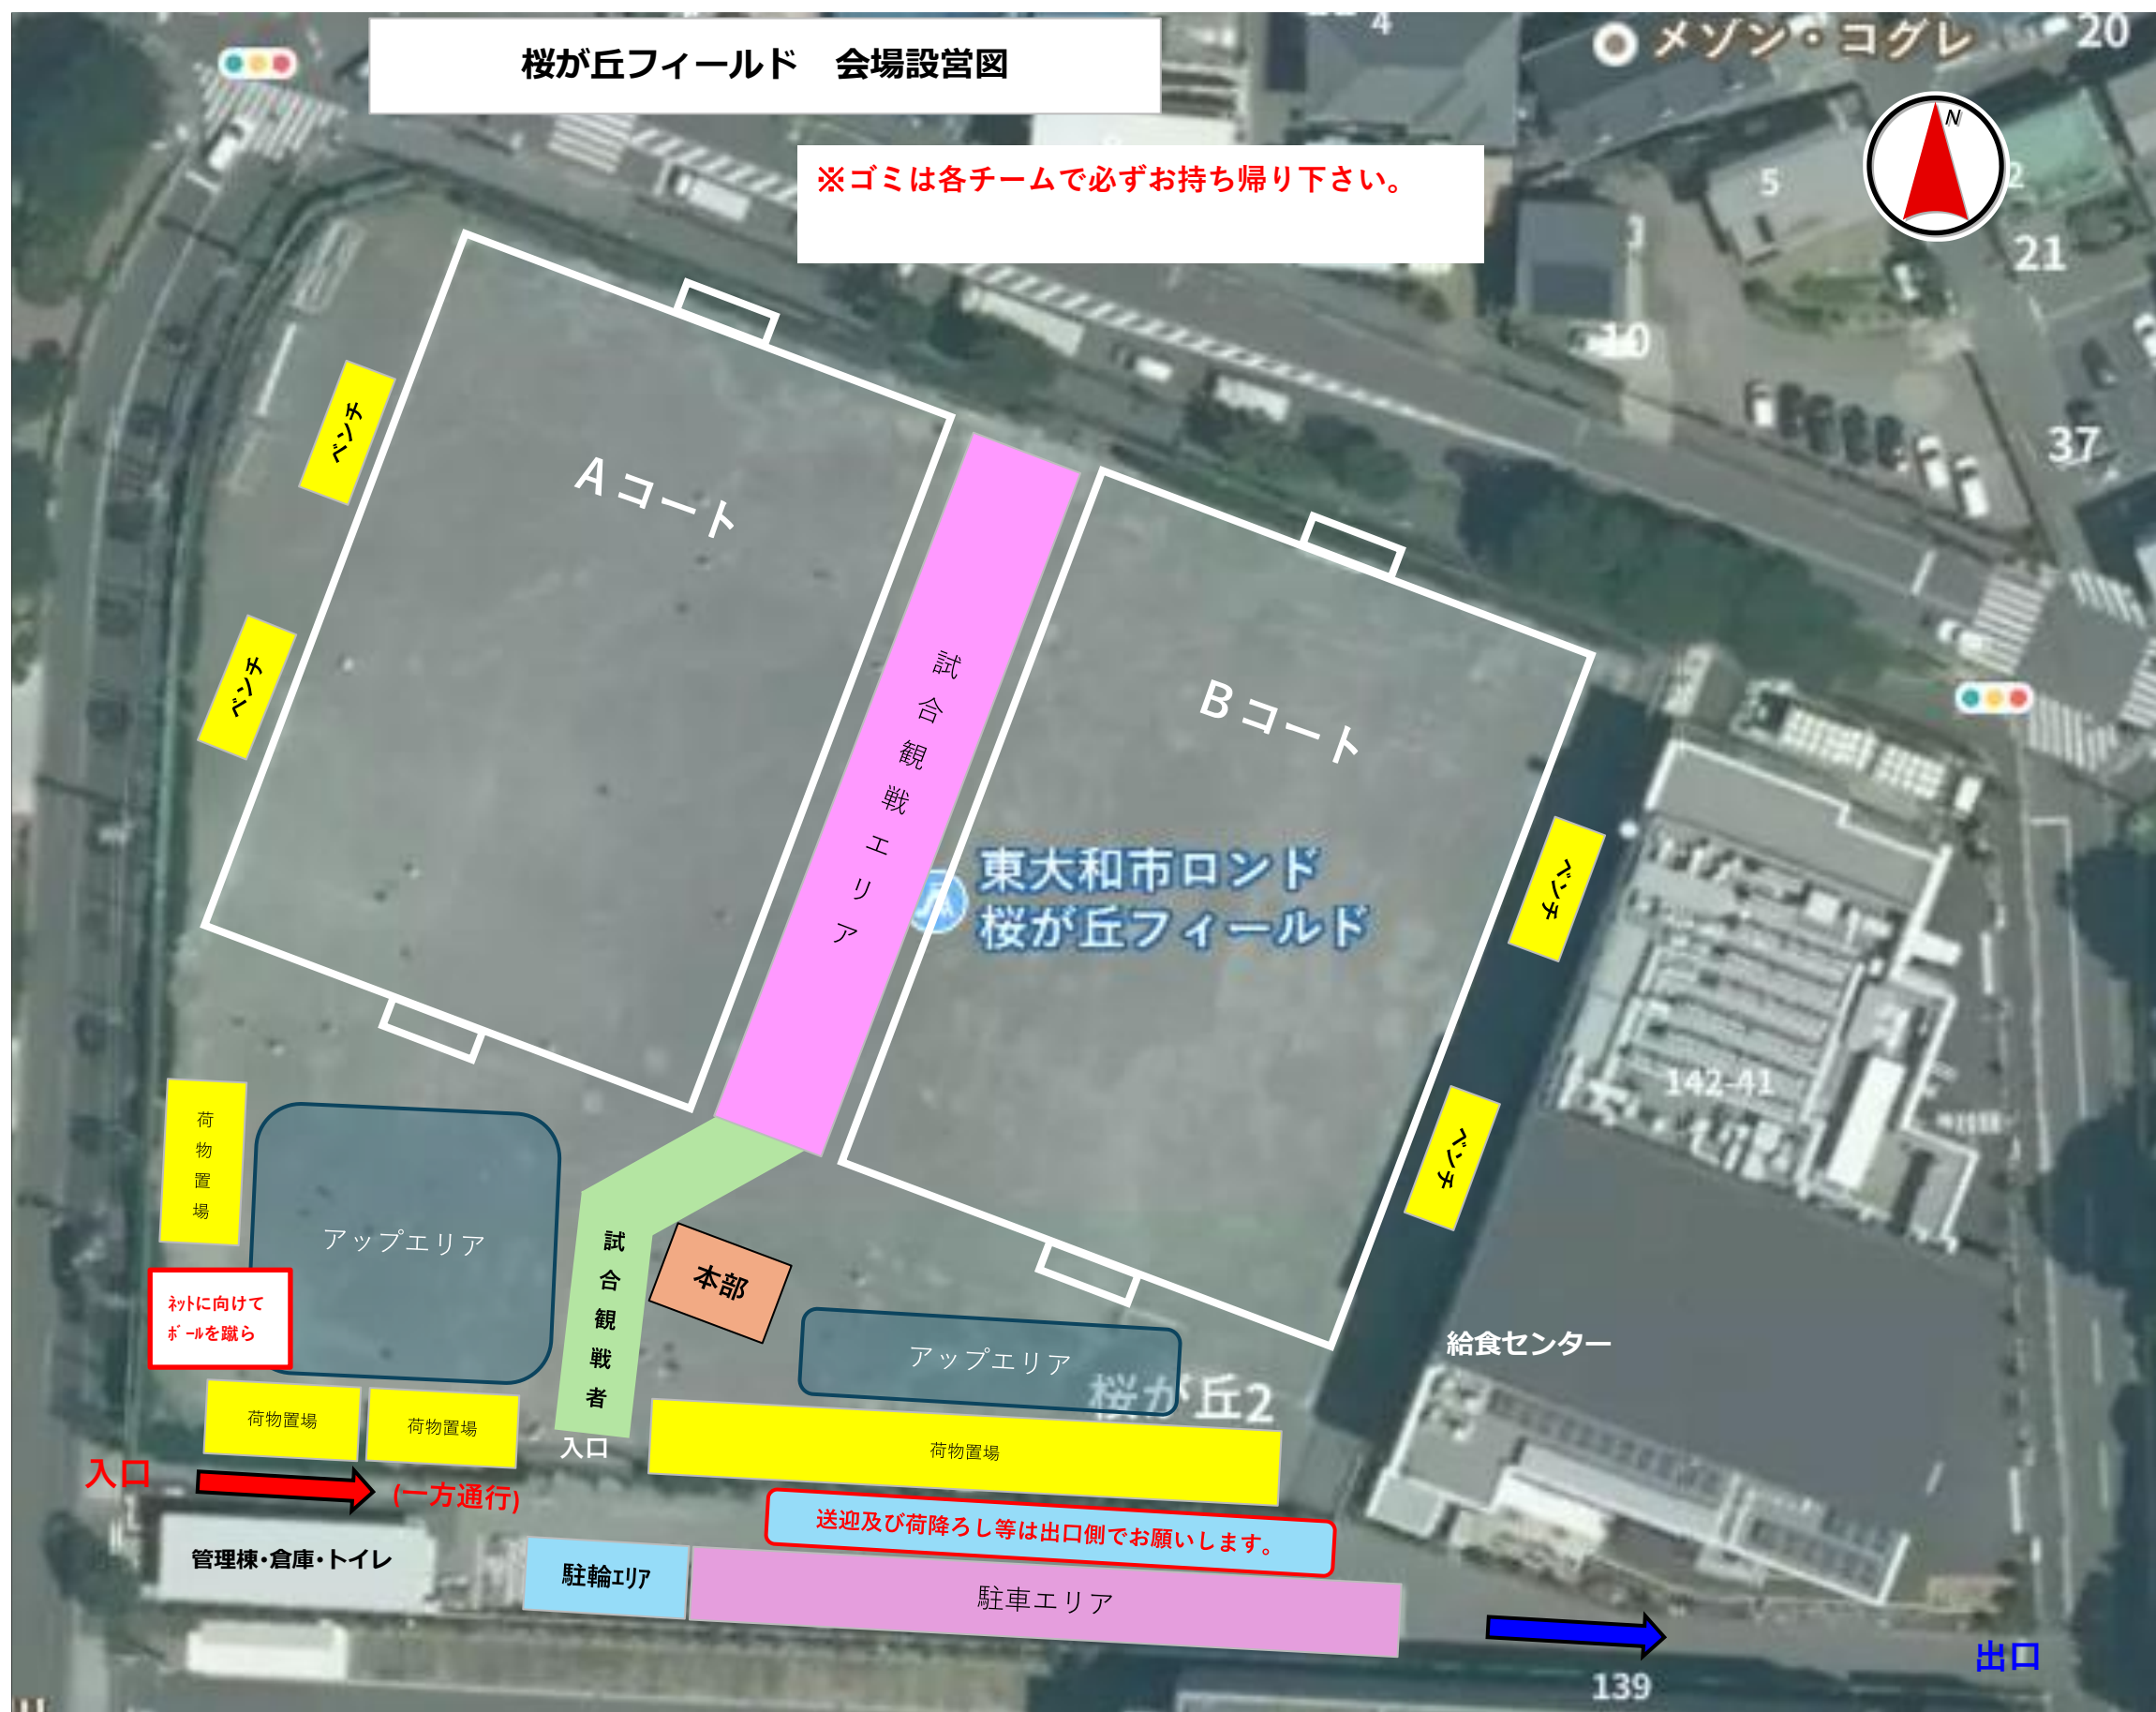 桜が丘フィールド　会場設営図
※ゴミは各チームで必ずお持ち帰り下さい。
メゾン・コグレ
N
4
20
5
2
3
21
10
37
ベンチ
ベンチ
Aコート
試合観戦エリア
Bコート
東大和市ロンド
桜が丘フィールド
ベンチ
ベンチ
142-41
荷物置場
アップエリア
試合観戦者
本部
ﾈｯﾄに向けて
ﾎﾞｰﾙを蹴ら
アップエリア
桜が丘2
給食センター
荷物置場
荷物置場
入口
荷物置場
入口
(一方通行)
送迎及び荷降ろし等は出口側でお願いします。
管理棟・倉庫・トイレ
駐輪ｴﾘｱ
駐車エリア
出口
139